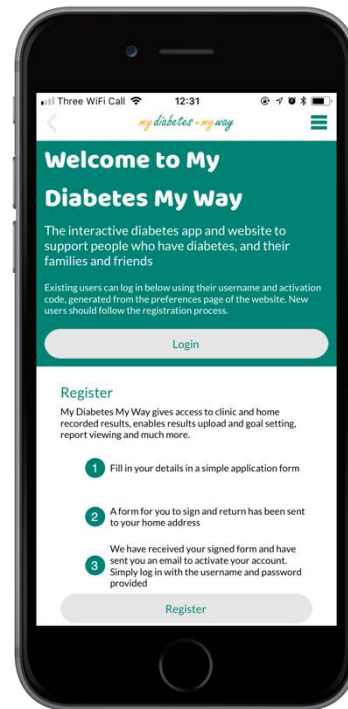 Three WiFi Call 12:31
my diabetes • my way
Welcome to My
Diabetes My Way
The interactive diabetes app and website to
support people who have diabetes, and their
families and friends
Existing users can log in below using their username and activation
code, generated from the preferences page of the website. New
users should follow the registration process.
Login
Register
My Diabetes My Way gives access to clinic and home
recorded results, enables results upload and goal setting,
report viewing and much more.
1 Fill in your details in a simple application form
2 A form for you to sign and return has been sent
to your home address
3 We have received your signed form and have
sent you an email to activate your account.
Simply log in with the username and password
provided
Register